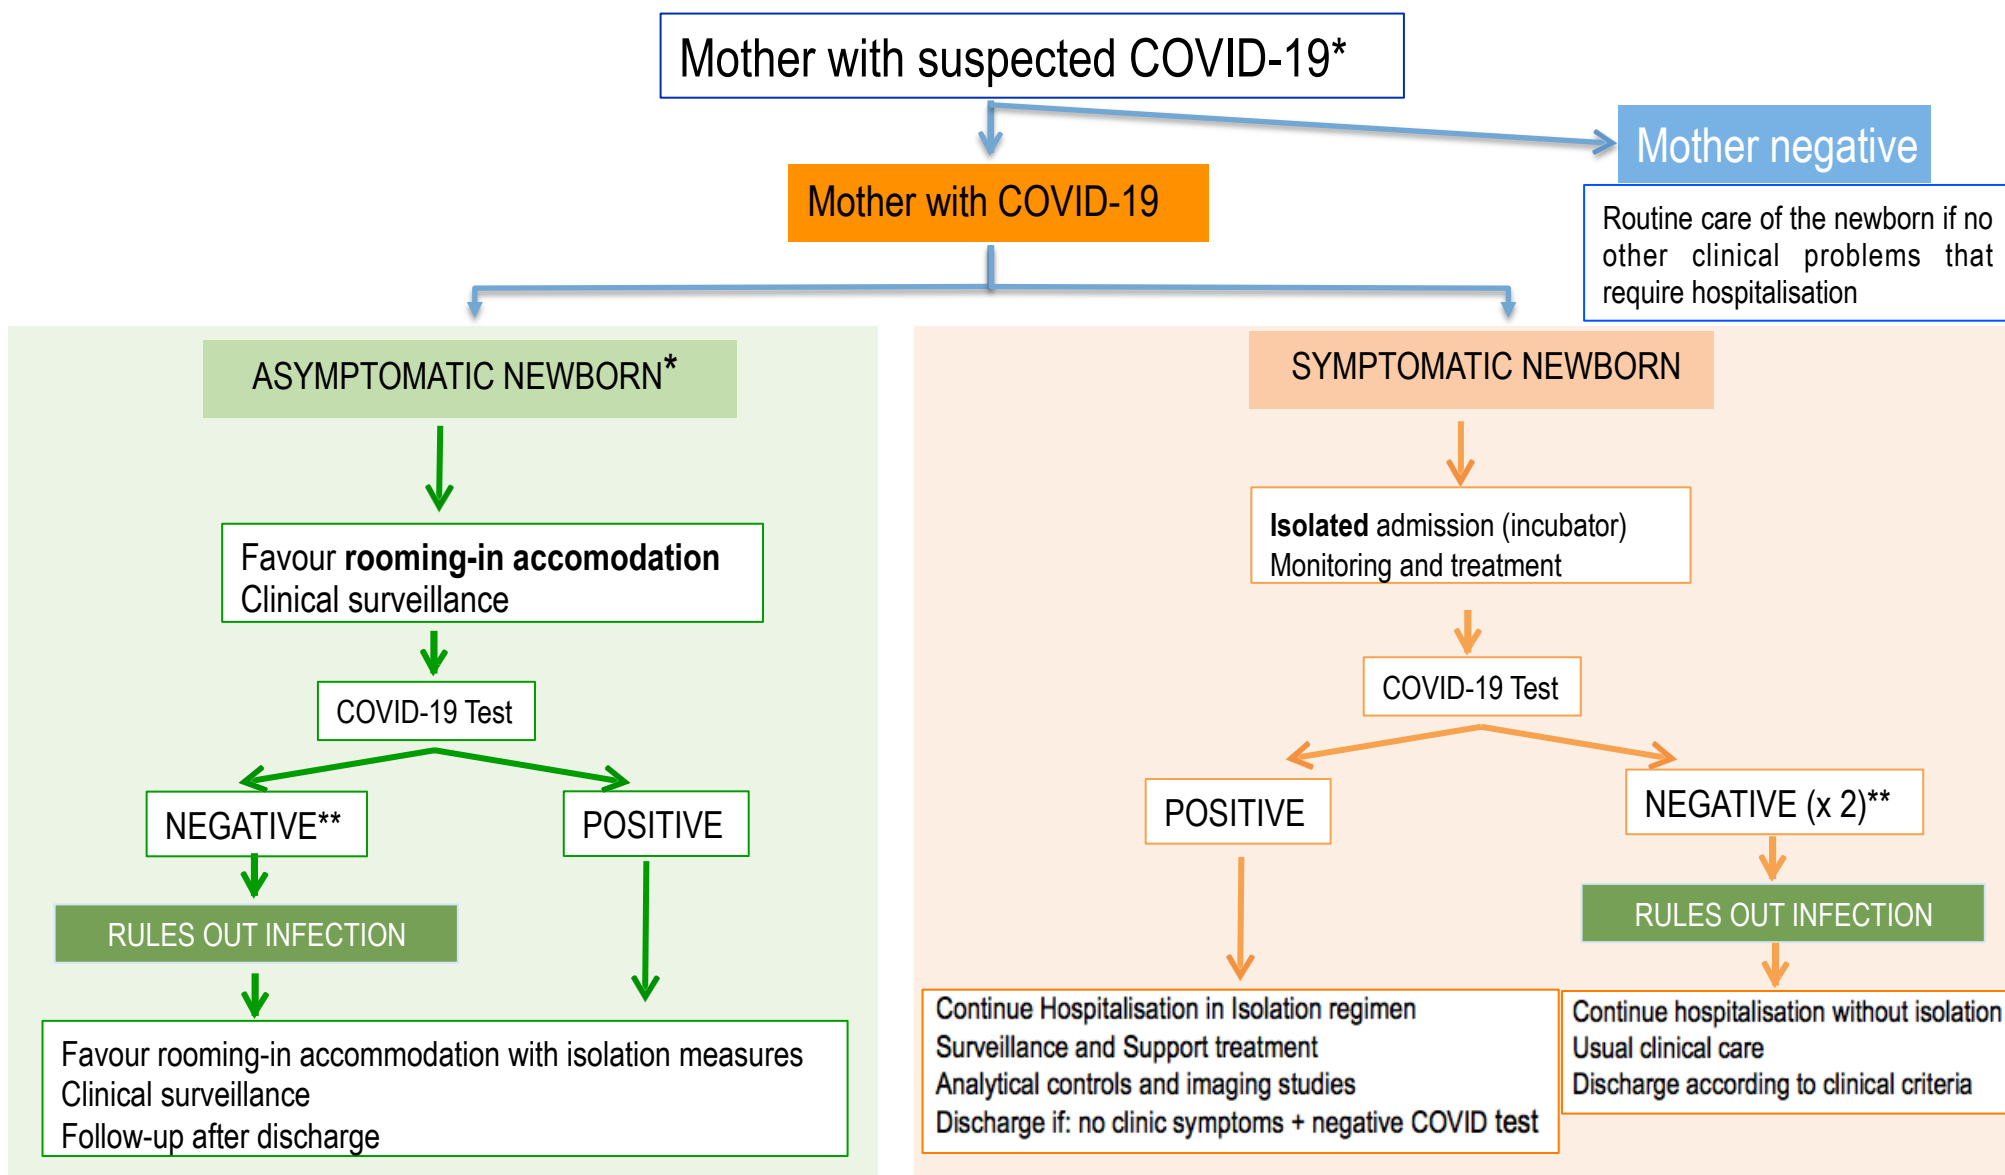 Mother with suspected COVID-19*
Mother negative
Routine care of the newborn if no
other clinical problems that
require hospitalisation
Mother with COVID-19
ASYMPTOMATIC NEWBORN*
Favour rooming-in accomodation
Clinical surveillance
COVID-19 Test
NEGATIVE**
POSITIVE
RULES OUT INFECTION
Favour rooming-in accommodation with isolation measures
Clinical surveillance
Follow-up after discharge
SYMPTOMATIC NEWBORN
Isolated admission (incubator)
Monitoring and treatment
COVID-19 Test
POSITIVE
NEGATIVE (x 2)**
RULES OUT INFECTION
Continue Hospitalisation in Isolation regimen
Surveillance and Support treatment
Analytical controls and imaging studies
Discharge if: no clinic symptoms + negative COVID test
Continue hospitalisation without isolation
Usual clinical care
Discharge according to clinical criteria